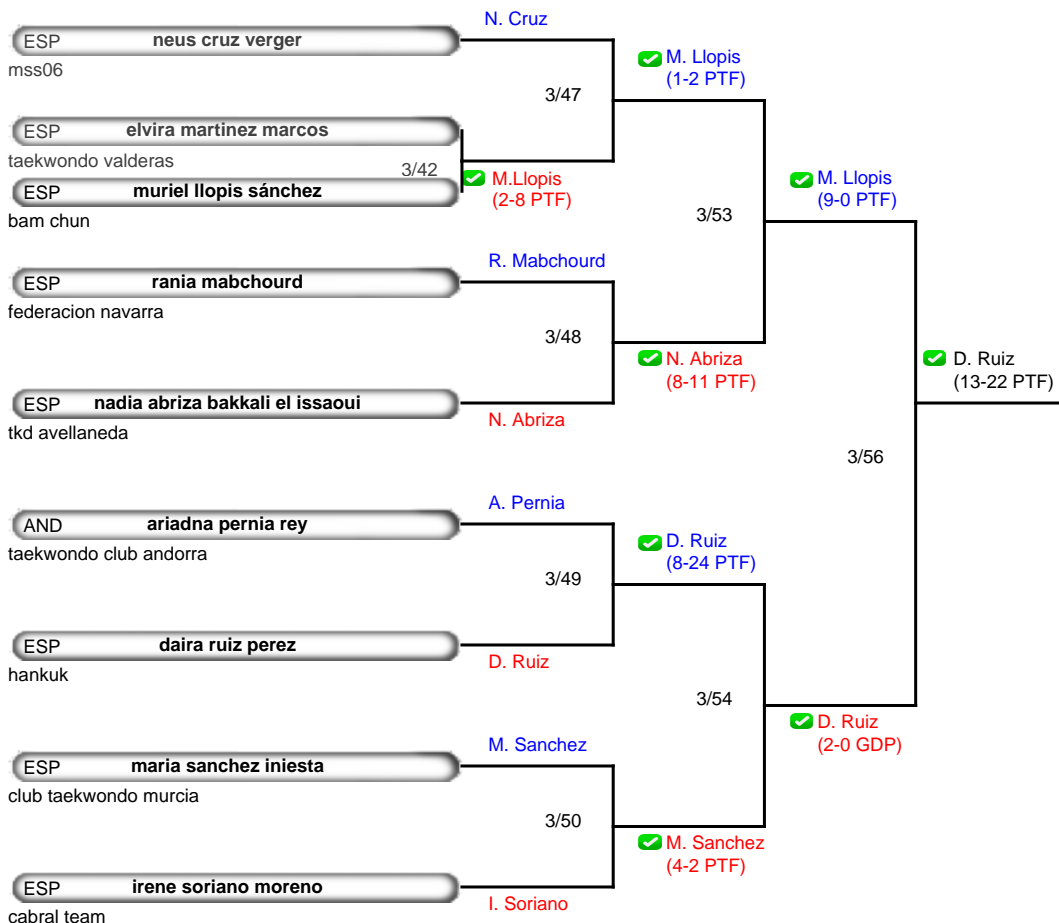 N. Cruz
ESP neus cruz verger
mss06
M. Llopis
(1-2 PTF)
3/47
ESP elvira martinez marcos
taekwondo valderas
3/42
ESP muriel llopis sánchez
bam chun
M.Llopis
(2-8 PTF)
M. Llopis
(9-0 PTF)
3/53
R. Mabchourd
ESP rania mabchourd
federacion navarra
3/48
N. Abriza
(8-11 PTF)
ESP nadia abriza bakkali el issaoui
tkd avellaneda
N. Abriza
D. Ruiz
(13-22 PTF)
3/56
A. Pernia
AND ariadna pernia rey
taekwondo club andorra
D. Ruiz
(8-24 PTF)
3/49
ESP daira ruiz perez
hankuk
D. Ruiz
3/54
D. Ruiz
(2-0 GDP)
M. Sanchez
ESP maria sanchez iniesta
club taekwondo murcia
3/50
M. Sanchez
(4-2 PTF)
ESP irene soriano moreno
cabral team
I. Soriano